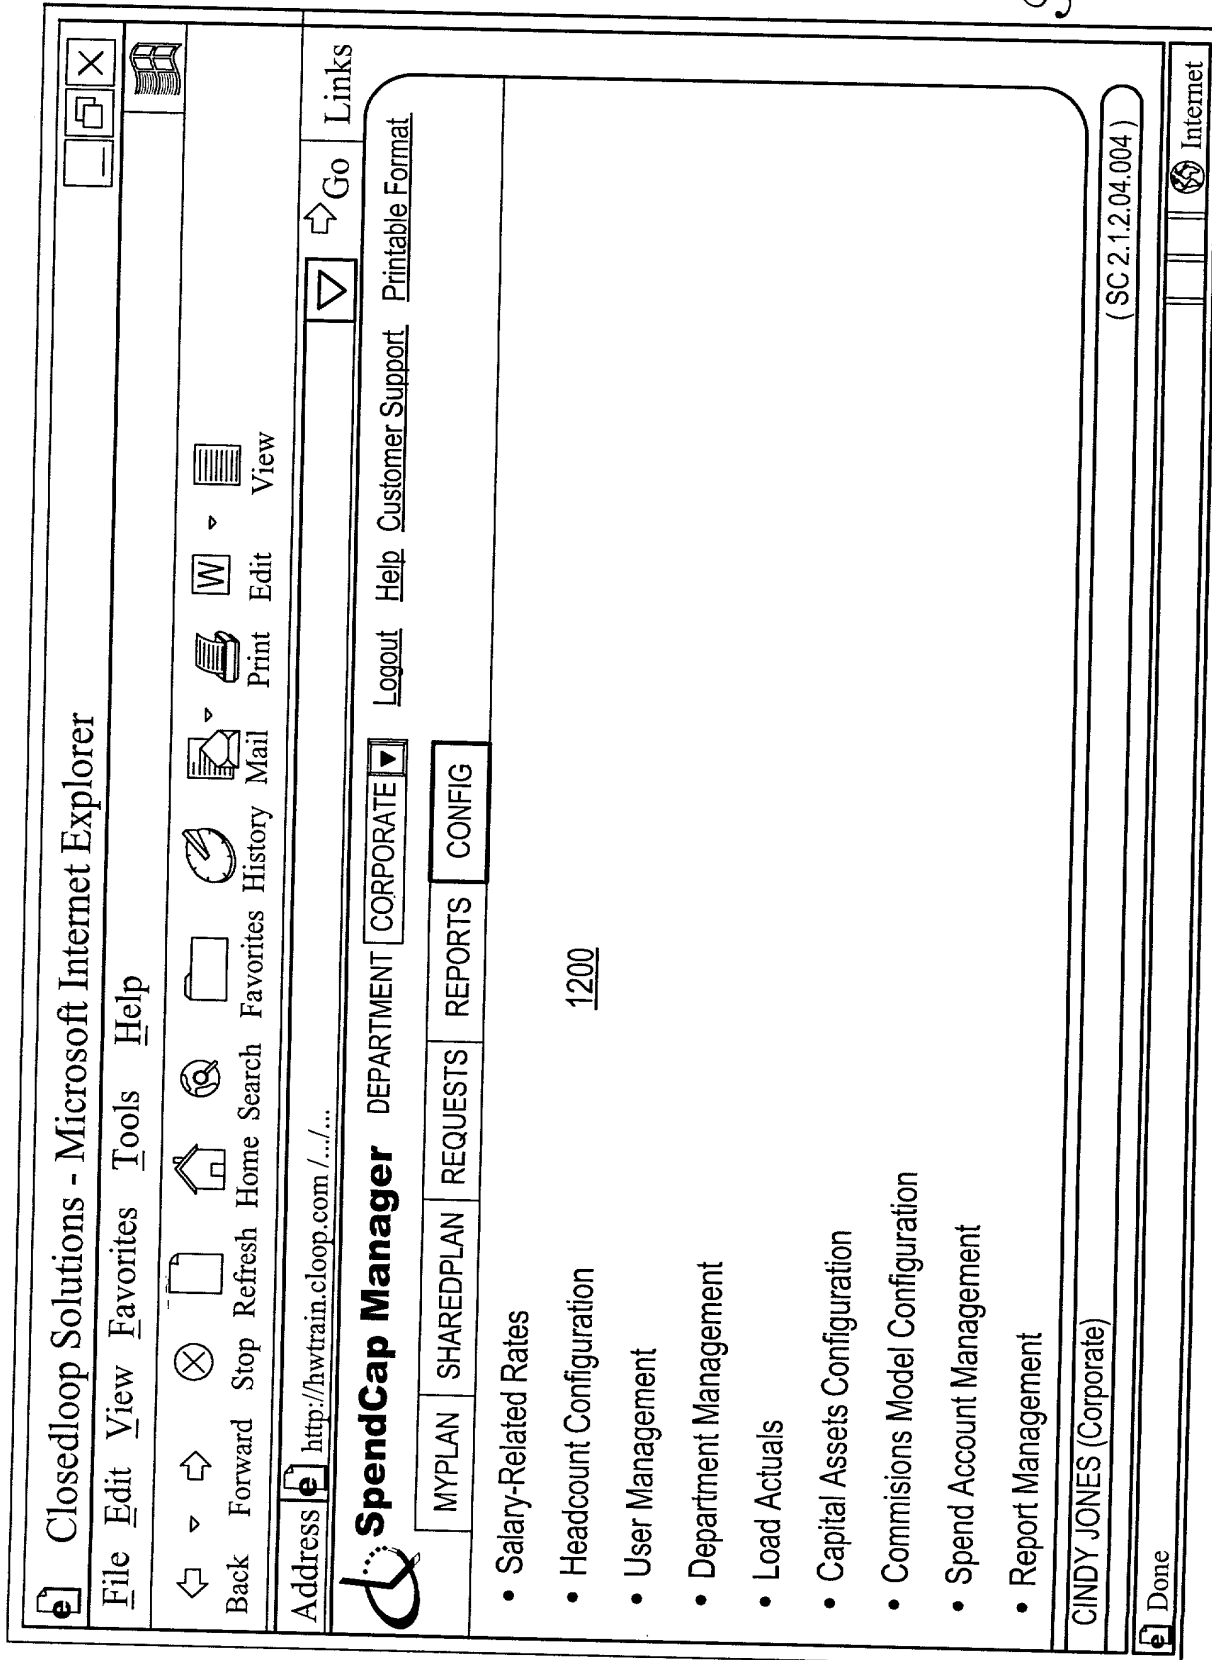 Closedloop Solutions - Microsoft Internet Explorer
File Edit View Favorites Tools Help
Back Forward Stop Refresh Home Search Favorites History Mail Print Edit View
W
Address e http://hwtrain.cloop.com /.../... Go Links
SpendCap Manager DEPARTMENT CORPORATE Logout Help Customer Support Printable Format
MYPLAN SHAREDPLAN REQUESTS REPORTS CONFIG
• Salary-Related Rates
• Headcount Configuration
1200
• User Management
• Department Management
• Load Actuals
• Capital Assets Configuration
• Commisions Model Configuration
• Spend Account Management
• Report Management
CINDY JONES (Corporate) ( SC 2.1.2.04.004 )
e Done Internet